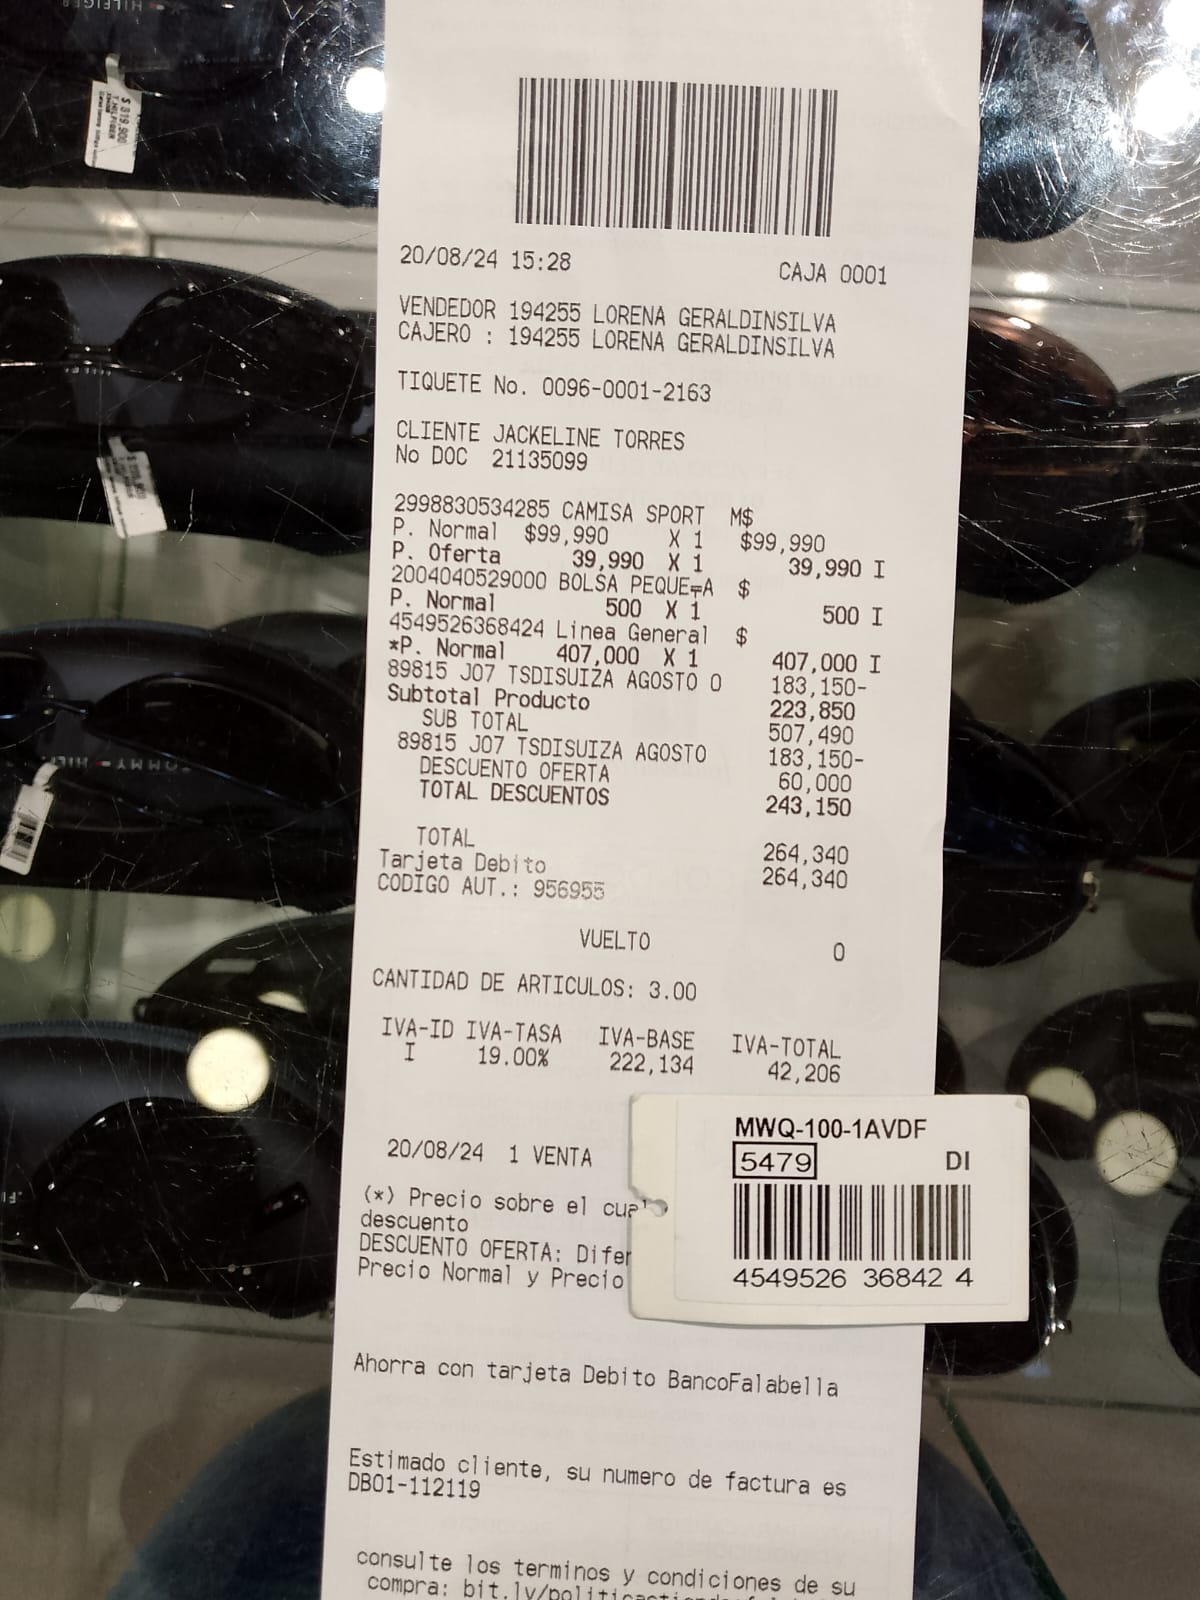 HILFIGER
$ 819,900
T.HILFIGER
20/08/24 15:28 CAJA 0001
VENDEDOR 194255 LORENA GERALDINSILVA
CAJERO : 194255 LORENA GERALDINSILVA
TIQUETE No. 0096-0001-2163
CLIENTE JACKELINE TORRES
No DOC 21135099
2998830534285 CAMISA SPORT M$
P. Normal $99,990 X 1 $99,990
P. Oferta 39,990 X 1 39,990 I
2004040529000 BOLSA PEQUE╤A $
P. Normal 500 X 1 500 I
4549526368424 Linea General $
*P. Normal 407,000 X 1 407,000 I
89815 J07 TSDISUIZA AGOSTO O 183,150-
Subtotal Producto 223,850
SUB TOTAL 507,490
89815 J07 TSDISUIZA AGOSTO 183,150-
DESCUENTO OFERTA 60,000
TOTAL DESCUENTOS 243,150
TOTAL 264,340
Tarjeta Debito 264,340
CODIGO AUT.: 956955
VUELTO 0
CANTIDAD DE ARTICULOS: 3.00
IVA-ID IVA-TASA IVA-BASE IVA-TOTAL
I 19.00% 222,134 42,206
20/08/24 1 VENTA
(*) Precio sobre el cual
descuento
DESCUENTO OFERTA: Difer
Precio Normal y Precio
MWQ-100-1AVDF
5479 DI
4549526 36842 4
Ahorra con tarjeta Debito BancoFalabella
Estimado cliente, su numero de factura es
DB01-112119
consulte los terminos y condiciones de su
compra:
TOMMY HIL